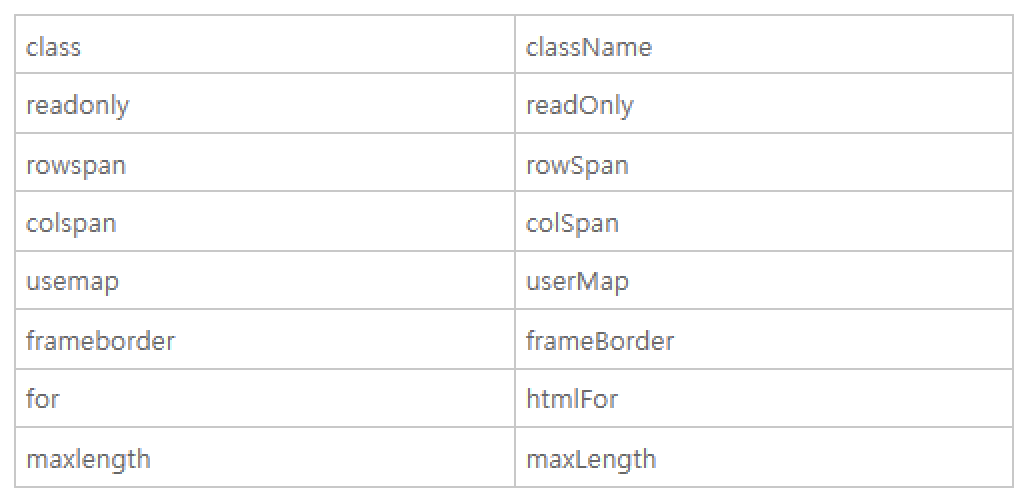 class className
readonly readOnly
rowspan rowSpan
colspan colSpan
usemap userMap
frameborder frameBorder
for htmlFor
maxlength maxLength